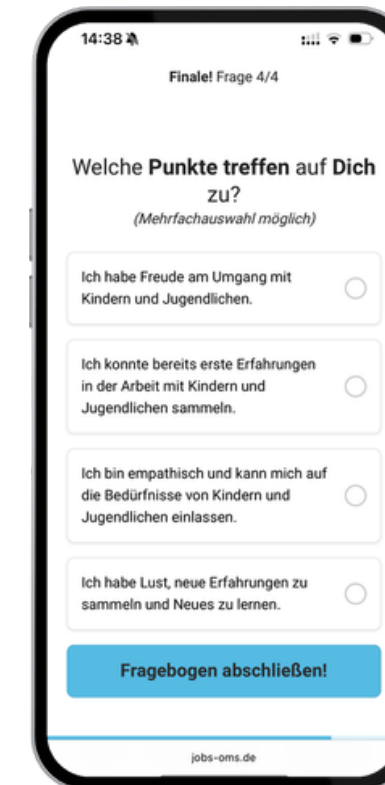 14:38
Finale! Frage 4/4
Welche Punkte treffen auf Dich
zu?
(Mehrfachauswahl möglich)
Ich habe Freude am Umgang mit
Kindern und Jugendlichen.
Ich konnte bereits erste Erfahrungen
in der Arbeit mit Kindern und
Jugendlichen sammeln.
Ich bin empathisch und kann mich auf
die Bedürfnisse von Kindern und
Jugendlichen einlassen.
Ich habe Lust, neue Erfahrungen zu
sammeln und Neues zu lernen.
Fragebogen abschließen!
jobs-oms.de